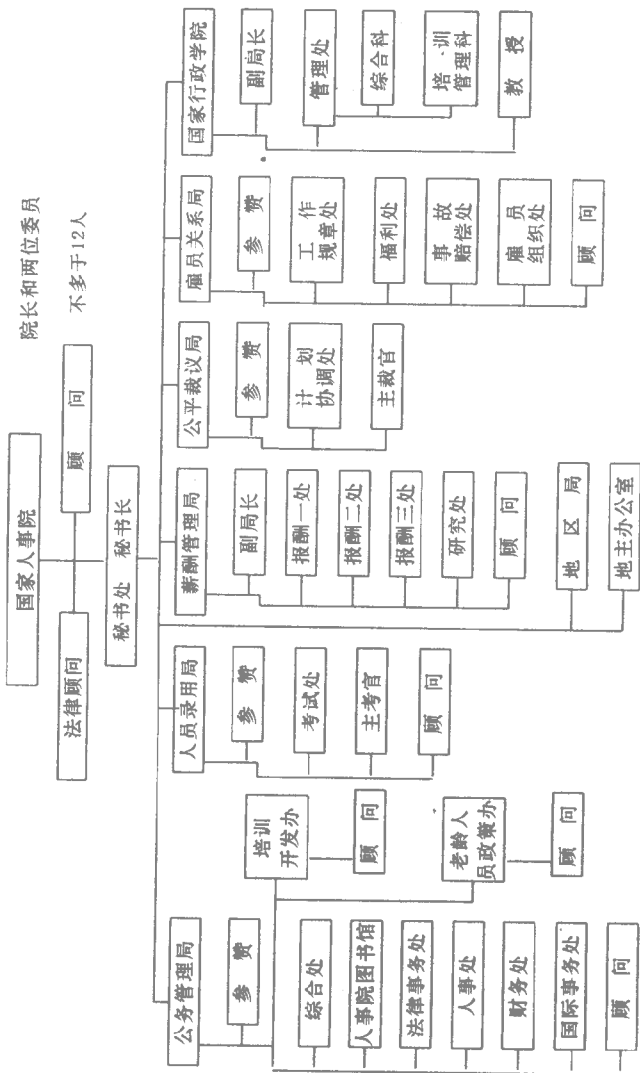 国家人事院
院长和两位委员
法律顾问
顾问
不多于12人
秘书处 秘书长
公务管理局
参赞
综合处
人事院图书馆
法律事务处
人事处
财务处
国际事务处
顾问
培训
开发办
顾问
老龄人
员政策办
顾问
人员录用局
参赞
考试处
主考官
顾问
薪酬管理局
副局长
报酬一处
报酬二处
报酬三处
研究处
顾问
公平裁议局
参赞
计划
协调处
主裁官
雇员关系局
参赞
工作
规章处
福利处
事故
赔偿处
雇员
组织处
顾问
国家行政学院
副局长
管理处
综合科
培·训
管理科
教授
地区局
地主办公室